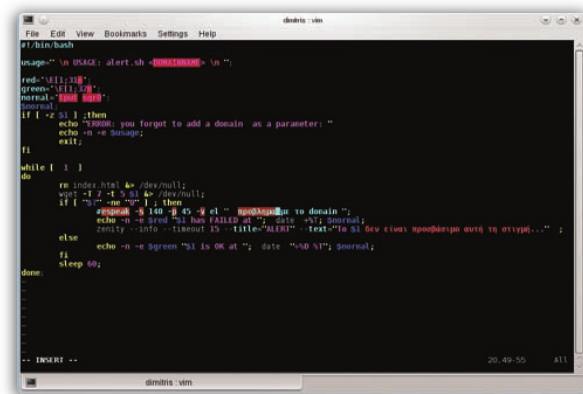 dimitris : vim
File Edit View Bookmarks Settings Help
#!/bin/bash
usage=" \n USAGE: alert.sh <DOMAINNAME> \n ";
red='\E[1;31m';
green='\E[1;32m';
normal='tput sgr0';
$normal;
if [ -z $1 ] ;then
echo "ERROR: you forgot to add a domain as a parameter: "
echo -n -e $usage;
exit;
fi
while [ 1 ]
do
rm index.html &> /dev/null;
wget -T 7 -t 5 $1 &> /dev/null;
if [ "$?" -ne "0" ] ; then
#espeak -s 140 -p 45 -v el " προβλημα με το domain ";
echo -n -e $red "$1 has FAILED at "; date +%T; $normal;
zenity --info --timeout 15 --title="ALERT" --text="Το $1 δεν είναι προσβάσιμο αυτή τη στιγμή..." ;
else
echo -n -e $green "$1 is OK at "; date "+%D %T"; $normal;
fi
sleep 60;
done;
~
~
~
~
~
~
~
-- INSERT -- 20,49-55 All
dimitris : vim